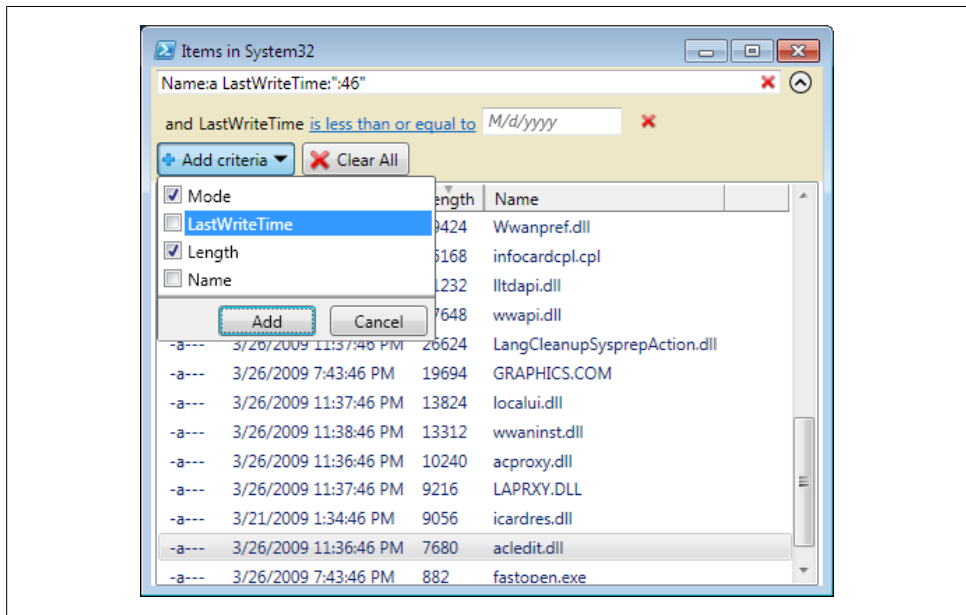 Items in System32
Name:a LastWriteTime:":46"
and LastWriteTime is less than or equal to M/d/yyyy
Add criteria Clear All
Mode
LastWriteTime
Length
Name
Add Cancel
ength Name
9424 Wwanpref.dll
5168 infocardcpl.cpl
1232 lltdapi.dll
7648 wwapi.dll
-a--- 3/26/2009 11:37:46 PM 26624 LangCleanupSysprepAction.dll
-a--- 3/26/2009 7:43:46 PM 19694 GRAPHICS.COM
-a--- 3/26/2009 11:37:46 PM 13824 localui.dll
-a--- 3/26/2009 11:38:46 PM 13312 wwaninst.dll
-a--- 3/26/2009 11:36:46 PM 10240 acproxy.dll
-a--- 3/26/2009 11:37:46 PM 9216 LAPRXY.DLL
-a--- 3/21/2009 1:34:46 PM 9056 icardres.dll
-a--- 3/26/2009 11:36:46 PM 7680 acledit.dll
-a--- 3/26/2009 7:43:46 PM 882 fastopen.exe